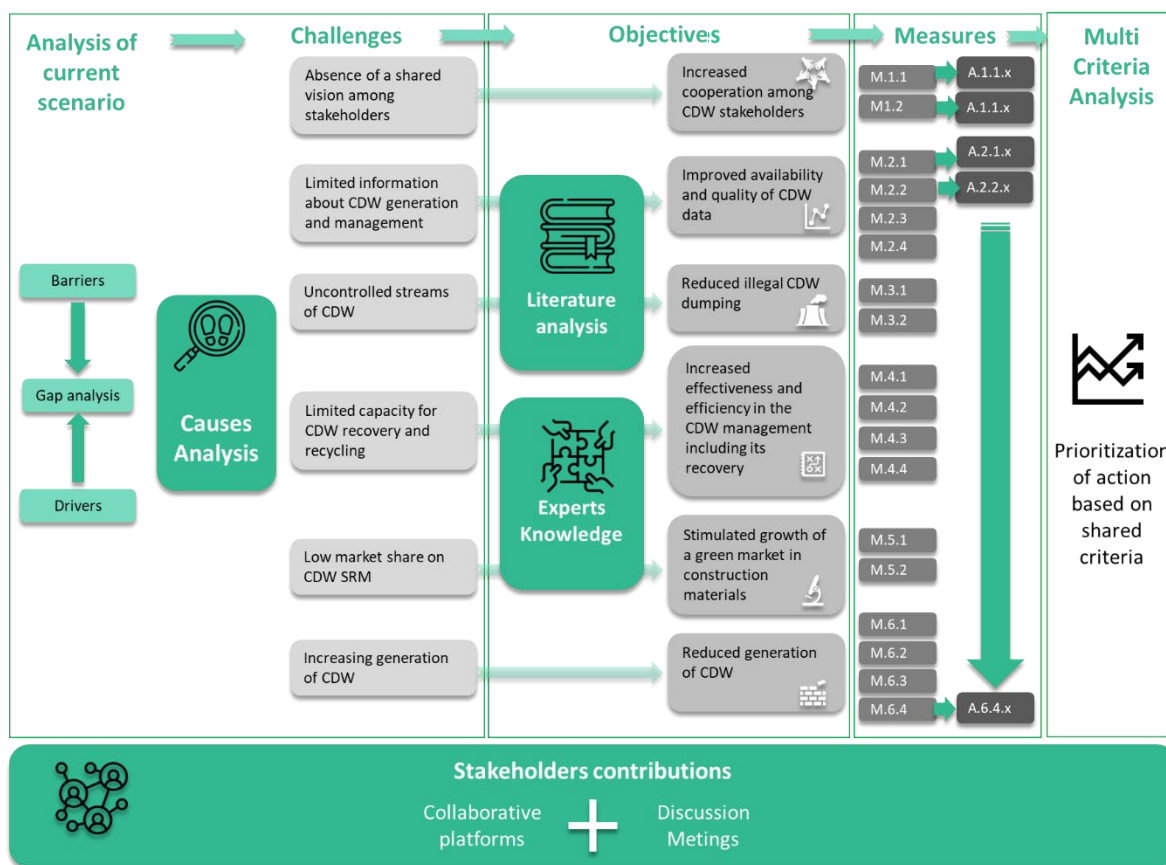 Analysis of
current
scenario
Challenges
Objectives
Measures
Multi
Criteria
Analysis
Barriers
Gap analysis
Drivers
Causes
Analysis
Absence of a shared
vision among
stakeholders
Limited information
about CDW generation
and management
Uncontrolled streams
of CDW
Limited capacity for
CDW recovery and
recycling
Low market share on
CDW SRM
Increasing generation
of CDW
Literature
analysis
Experts
Knowledge
Increased
cooperation among
CDW stakeholders
Improved availability
and quality of CDW
data
Reduced illegal CDW
dumping
Increased
effectiveness and
efficiency in the
CDW management
including its
recovery
Stimulated growth of
a green market in
construction
materials
Reduced generation
of CDW
M.1.1
A.1.1.x
M1.2
A.1.1.x
M.2.1
A.2.1.x
M.2.2
A.2.2.x
M.2.3
M.2.4
M.3.1
M.3.2
M.4.1
M.4.2
M.4.3
M.4.4
M.5.1
M.5.2
M.6.1
M.6.2
M.6.3
M.6.4
A.6.4.x
Prioritization
of action
based on
shared
criteria
Stakeholders contributions
Collaborative
platforms
Discussion
Metings